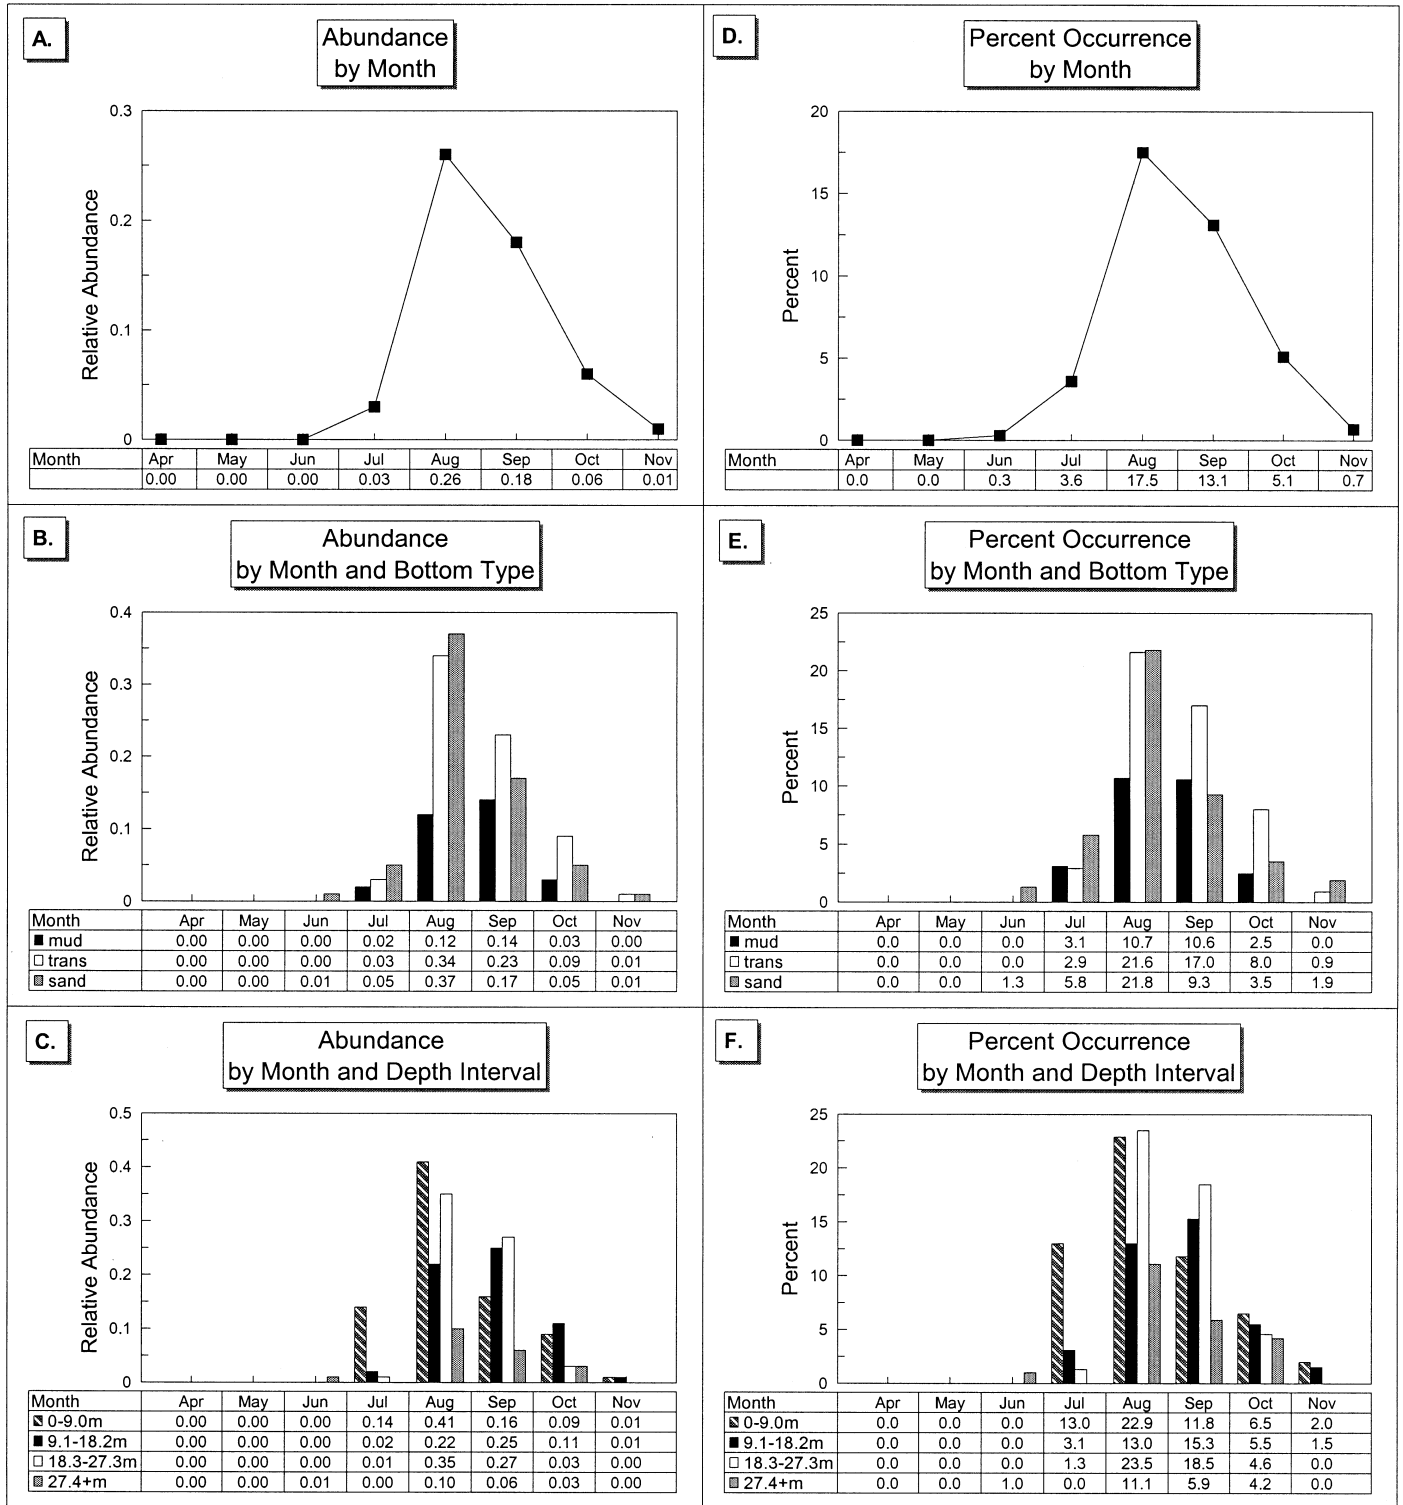 A.
Abundance
by Month
0.3
0.2
0.1
0
Relative Abundance
Month Apr May Jun Jul Aug Sep Oct Nov
0.00 0.00 0.00 0.03 0.26 0.18 0.06 0.01
D.
Percent Occurrence
by Month
20
15
10
5
0
Percent
Month Apr May Jun Jul Aug Sep Oct Nov
0.0 0.0 0.3 3.6 17.5 13.1 5.1 0.7
B.
Abundance
by Month and Bottom Type
0.4
0.3
0.2
0.1
0
Relative Abundance
Month Apr May Jun Jul Aug Sep Oct Nov
mud 0.00 0.00 0.00 0.02 0.12 0.14 0.03 0.00
trans 0.00 0.00 0.00 0.03 0.34 0.23 0.09 0.01
sand 0.00 0.00 0.01 0.05 0.37 0.17 0.05 0.01
E.
Percent Occurrence
by Month and Bottom Type
25
20
15
10
5
0
Percent
Month Apr May Jun Jul Aug Sep Oct Nov
mud 0.0 0.0 0.0 3.1 10.7 10.6 2.5 0.0
trans 0.0 0.0 0.0 2.9 21.6 17.0 8.0 0.9
sand 0.0 0.0 1.3 5.8 21.8 9.3 3.5 1.9
C.
Abundance
by Month and Depth Interval
0.5
0.4
0.3
0.2
0.1
0
Relative Abundance
Month Apr May Jun Jul Aug Sep Oct Nov
0-9.0m 0.00 0.00 0.00 0.14 0.41 0.16 0.09 0.01
9.1-18.2m 0.00 0.00 0.00 0.02 0.22 0.25 0.11 0.01
18.3-27.3m 0.00 0.00 0.00 0.01 0.35 0.27 0.03 0.00
27.4+m 0.00 0.00 0.01 0.00 0.10 0.06 0.03 0.00
F.
Percent Occurrence
by Month and Depth Interval
25
20
15
10
5
0
Percent
Month Apr May Jun Jul Aug Sep Oct Nov
0-9.0m 0.0 0.0 0.0 13.0 22.9 11.8 6.5 2.0
9.1-18.2m 0.0 0.0 0.0 3.1 13.0 15.3 5.5 1.5
18.3-27.3m 0.0 0.0 0.0 1.3 23.5 18.5 4.6 0.0
27.4+m 0.0 0.0 1.0 0.0 11.1 5.9 4.2 0.0